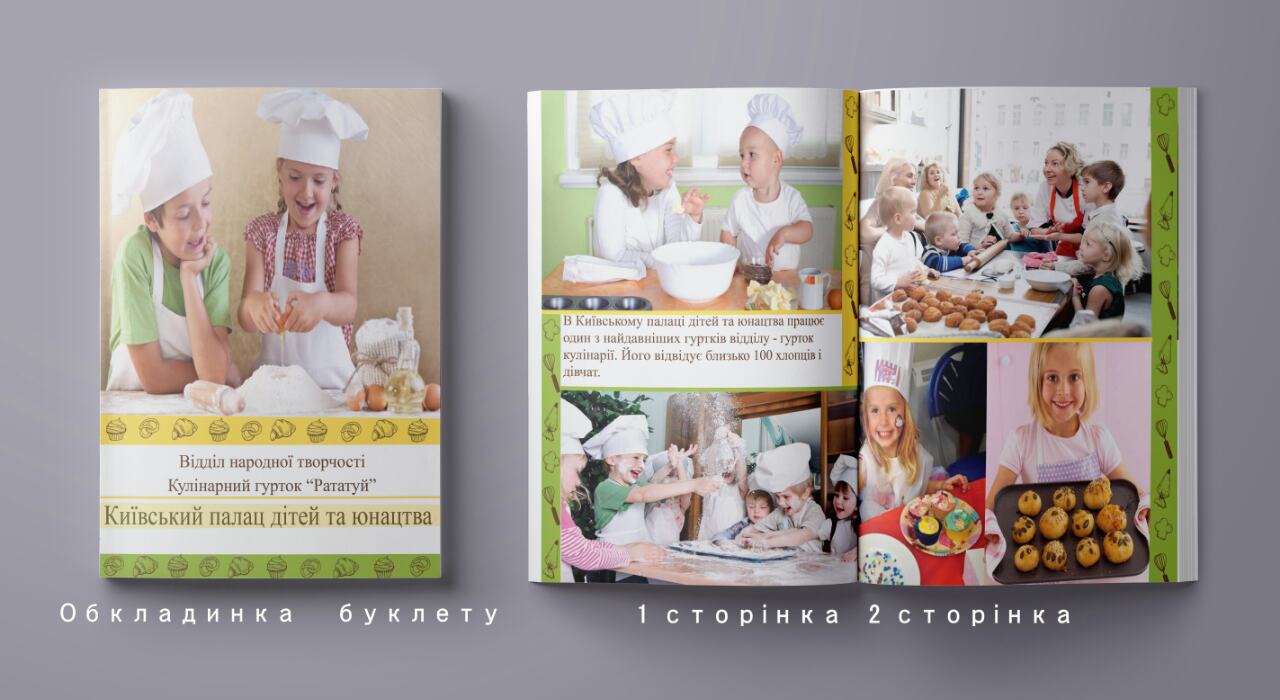 Відділ народної творчості
Кулінарний гурток “Рататуй”
Київський палац дітей та юнацтва
В Київському палаці дітей та юнацтва працює
один з найдавніших гуртків відділу - гурток
кулінарії. Його відвідує близько 100 хлопців і
дівчат.
Обкладинка буклету
1 сторінка 2 сторінка